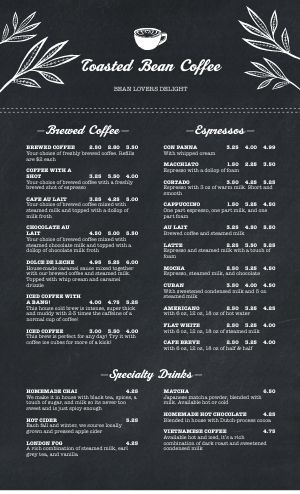 Toasted Bean Coffee
BEAN LOVERS DELIGHT
Brewed Coffee
BREWED COFFEE 2.50 2.80 3.50
Your choice of freshly brewed coffee. Refills
are $2 each
COFFEE WITH A
SHOT 3.25 3.50 4.00
Your choice of brewed coffee with a freshly
brewed shot of espresso
CAFE AU LAIT 3.25 4.25 5.00
Your choice of brewed coffee mixed with
steamed milk and topped with a dollop of
milk froth
CHOCOLATE AU
LAIT 4.50 5.00 5.50
Your choice of brewed coffee mixed with
steamed chocolate milk and topped with a
dollop of chocolate milk froth
DOLCE DE LECHE 4.95 5.25 6.00
House-made caramel sauce mixed together
with our brewed coffee and steamed milk.
Topped with whip cream and caramel
drizzle
ICED COFFEE WITH
A BANG! 4.00 4.75 5.25
This house cold brew is intense, super thick
and muddy with 2-5 times the caffeine of a
normal cup of coffee!
ICED COFFEE 3.00 3.50 4.00
This brew is perfect for any day! Try it with
coffee ice cubes for more of a kick!
Espressos
CON PANNA 3.25 4.00 4.99
With whipped cream
MACCHIATO 1.50 2.25 3.50
Espresso with a dollop of foam
CORTADO 3.00 4.25 5.25
Espresso with 3 oz of warm milk. Short and
smooth
CAPPUCCINO 1.50 3.25 4.50
One part espresso, one part milk, and one
part foam
AU LAIT 3.25 4.50 5.50
Brewed coffee and steamed milk
LATTE 2.25 3.50 5.25
Espresso and steamed milk with a touch of
foam
MOCHA 2.50 3.25 4.50
Espresso, steamed milk, and chocolate
CUBAN 3.50 4.00 4.50
With sweetened condensed milk and 5 oz
steamed milk
AMERICANO 2.50 3.25 5.25
with 6 oz, 12 oz, or 18 oz of hot water
FLAT WHITE 2.50 3.25 4.50
with 6 oz, 12 oz, or 18 oz of steamed milk
CAFE BREVE 2.50 3.25 4.50
with 6 oz, 12 oz, or 18 oz of half & half
Specialty Drinks
HOMEMADE CHAI 4.25
We make it in house with black tea, spices, a
touch of sugar, and milk so its never too
sweet and is just spicy enough
HOT CIDER 3.25
Each fall and winter, we source locally
grown and pressed apple cider
LONDON FOG 4.25
A rich combination of steamed milk, earl
grey tea, and vanilla.
MATCHA 4.50
Japanese matcha powder, blended with
milk. Available hot or cold
HOMEMADE HOT CHOCOLATE 4.25
Blended in house with Dutch-process cocoa
VIETNAMESE COFFEE 4.75
Available hot and iced, it's a rich
combination of dark roast and sweetened
condensed milk